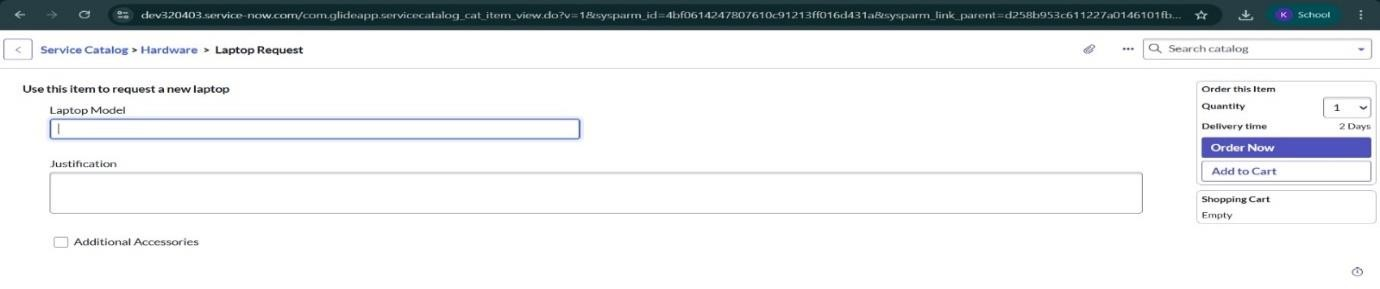 dev320403.service-now.com/com.glideapp.servicecatalog_cat_item_view.do?v=1&sysparm_id=4bf0614247807610c91213ff016d431a&sysparm_link_parent=d258b953c611227a0146101fb...
K School
Service Catalog > Hardware > Laptop Request
Search catalog
Use this item to request a new laptop
Laptop Model
Justification
Additional Accessories
Order this Item
Quantity 1
Delivery time 2 Days
Order Now
Add to Cart
Shopping Cart
Empty